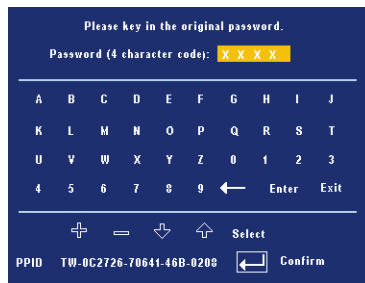 Please key in the original password.
Password (4 character code): X X X X
A B C D E F G H I J
K L M N O P Q R S T
U V W X Y Z 0 1 2 3
4 5 6 7 8 9 Enter Exit
Select
PPID TW-0C2726-70641-46B-0208 Confirm